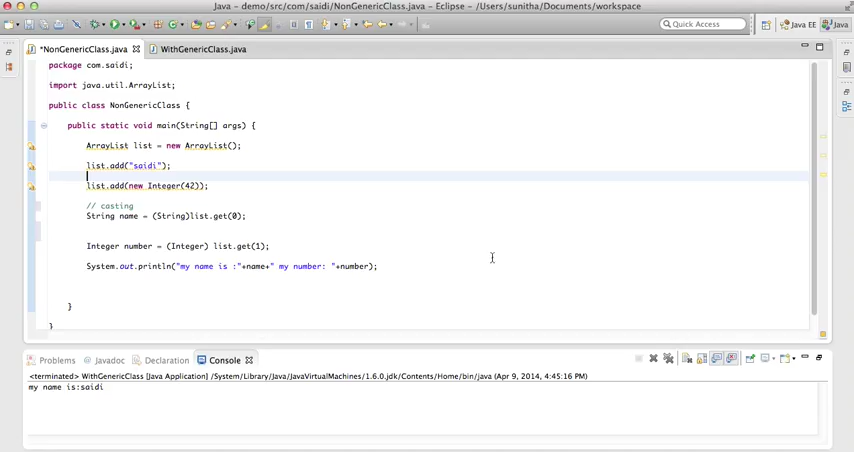 Java - demo/src/com/saidi/NonGenericClass.java - Eclipse - /Users/sunitha/Documents/workspace
Quick Access
Java EE
Java
*NonGenericClass.java
WithGenericClass.java
package com.saidi;
import java.util.ArrayList;
public class NonGenericClass {
public static void main(String[] args) {
ArrayList list = new ArrayList();
list.add("saidi");
list.add(new Integer(42));
// casting
String name = (String)list.get(0);
Integer number = (Integer) list.get(1);
System.out.println("my name is :"+name+" my number: "+number);
}
}
Problems
Javadoc
Declaration
Console
<terminated> WithGenericClass [Java Application] /System/Library/Java/JavaVirtualMachines/1.6.0.jdk/Contents/Home/bin/java (Apr 9, 2014, 4:45:16 PM)
my name is:saidi